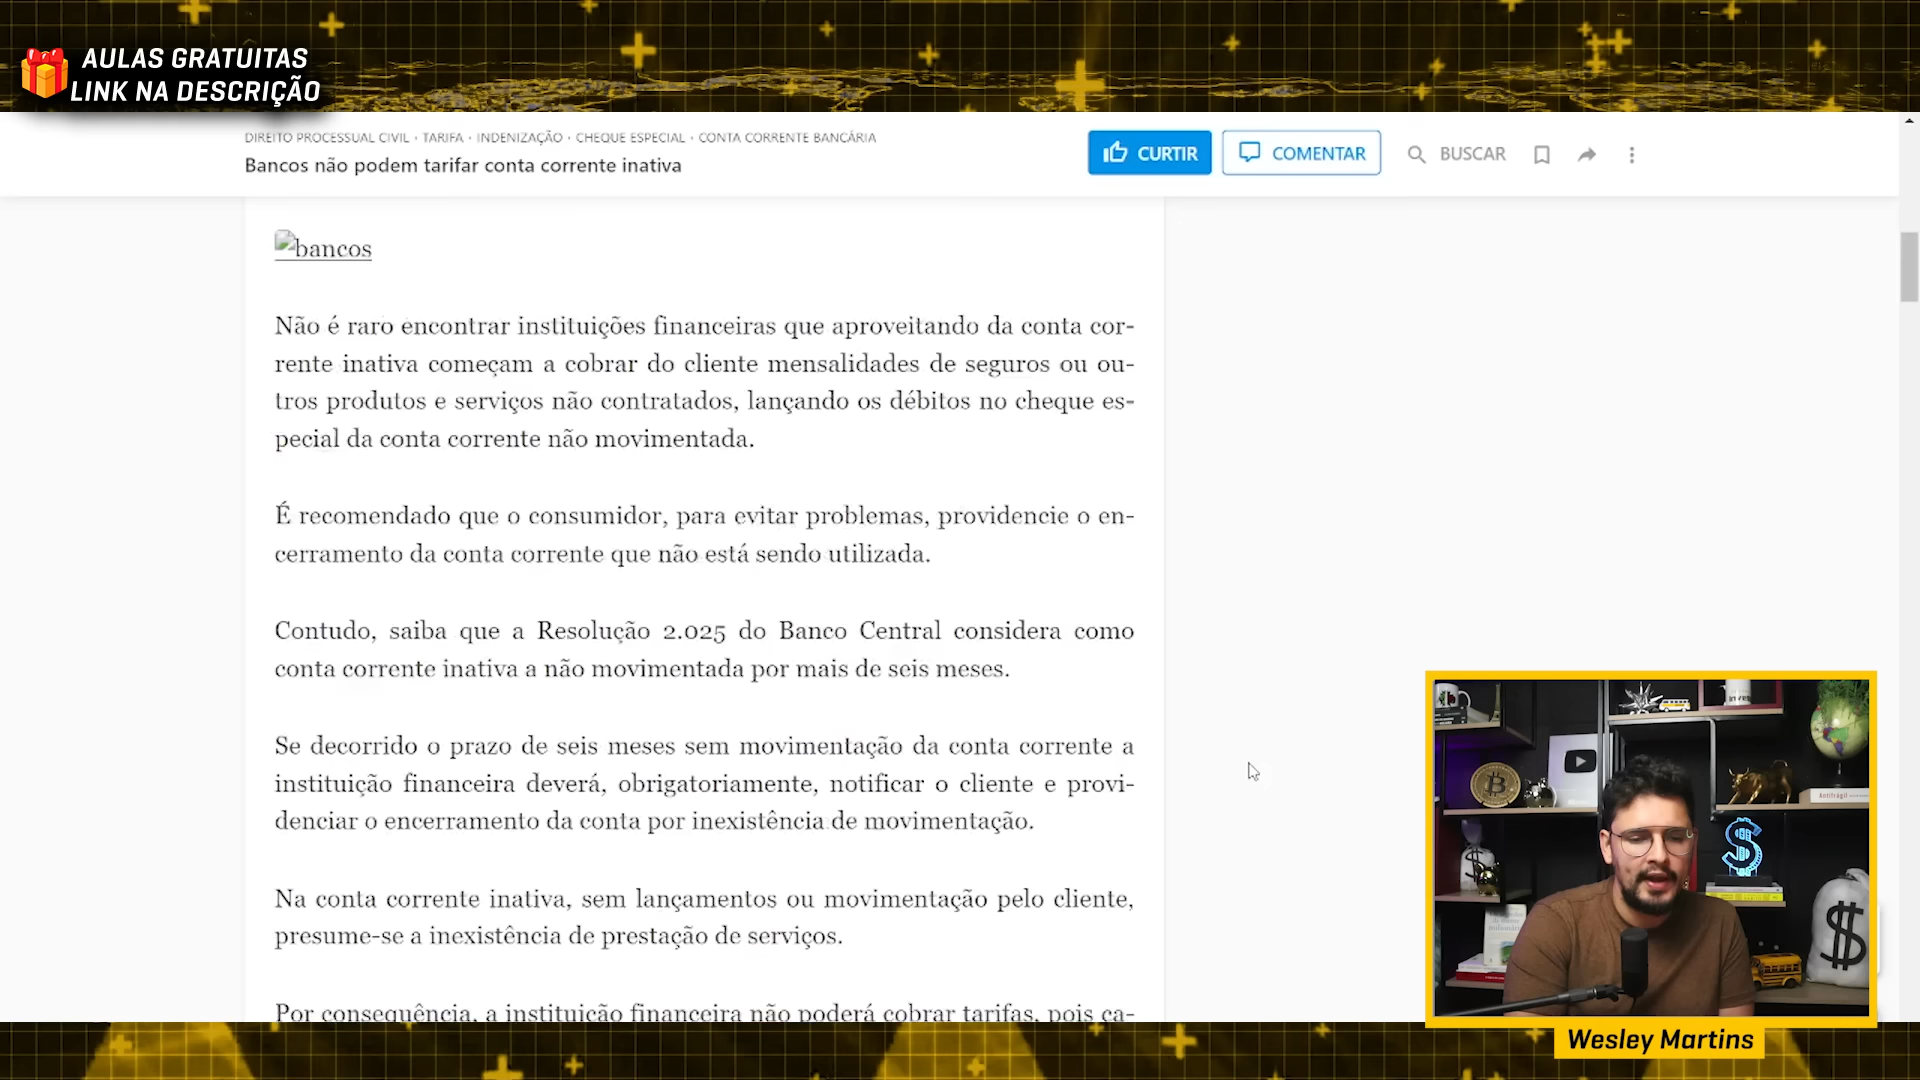 AULAS GRATUITAS
LINK NA DESCRIÇÃO
DIREITO PROCESSUAL CIVIL · TARIFA · INDENIZAÇÃO · CHEQUE ESPECIAL · CONTA CORRENTE BANCÁRIA
Bancos não podem tarifar conta corrente inativa
CURTIR
COMENTAR
BUSCAR
bancos
Não é raro encontrar instituições financeiras que aproveitando da conta cor-
rente inativa começam a cobrar do cliente mensalidades de seguros ou ou-
tros produtos e serviços não contratados, lançando os débitos no cheque es-
pecial da conta corrente não movimentada.
É recomendado que o consumidor, para evitar problemas, providencie o en-
cerramento da conta corrente que não está sendo utilizada.
Contudo, saiba que a Resolução 2.025 do Banco Central considera como
conta corrente inativa a não movimentada por mais de seis meses.
Se decorrido o prazo de seis meses sem movimentação da conta corrente a
instituição financeira deverá, obrigatoriamente, notificar o cliente e provi-
denciar o encerramento da conta por inexistência de movimentação.
Na conta corrente inativa, sem lançamentos ou movimentação pelo cliente,
presume-se a inexistência de prestação de serviços.
Por consequência, a instituição financeira não poderá cobrar tarifas, pois ca-
Antifrágil
$
$
Wesley Martins